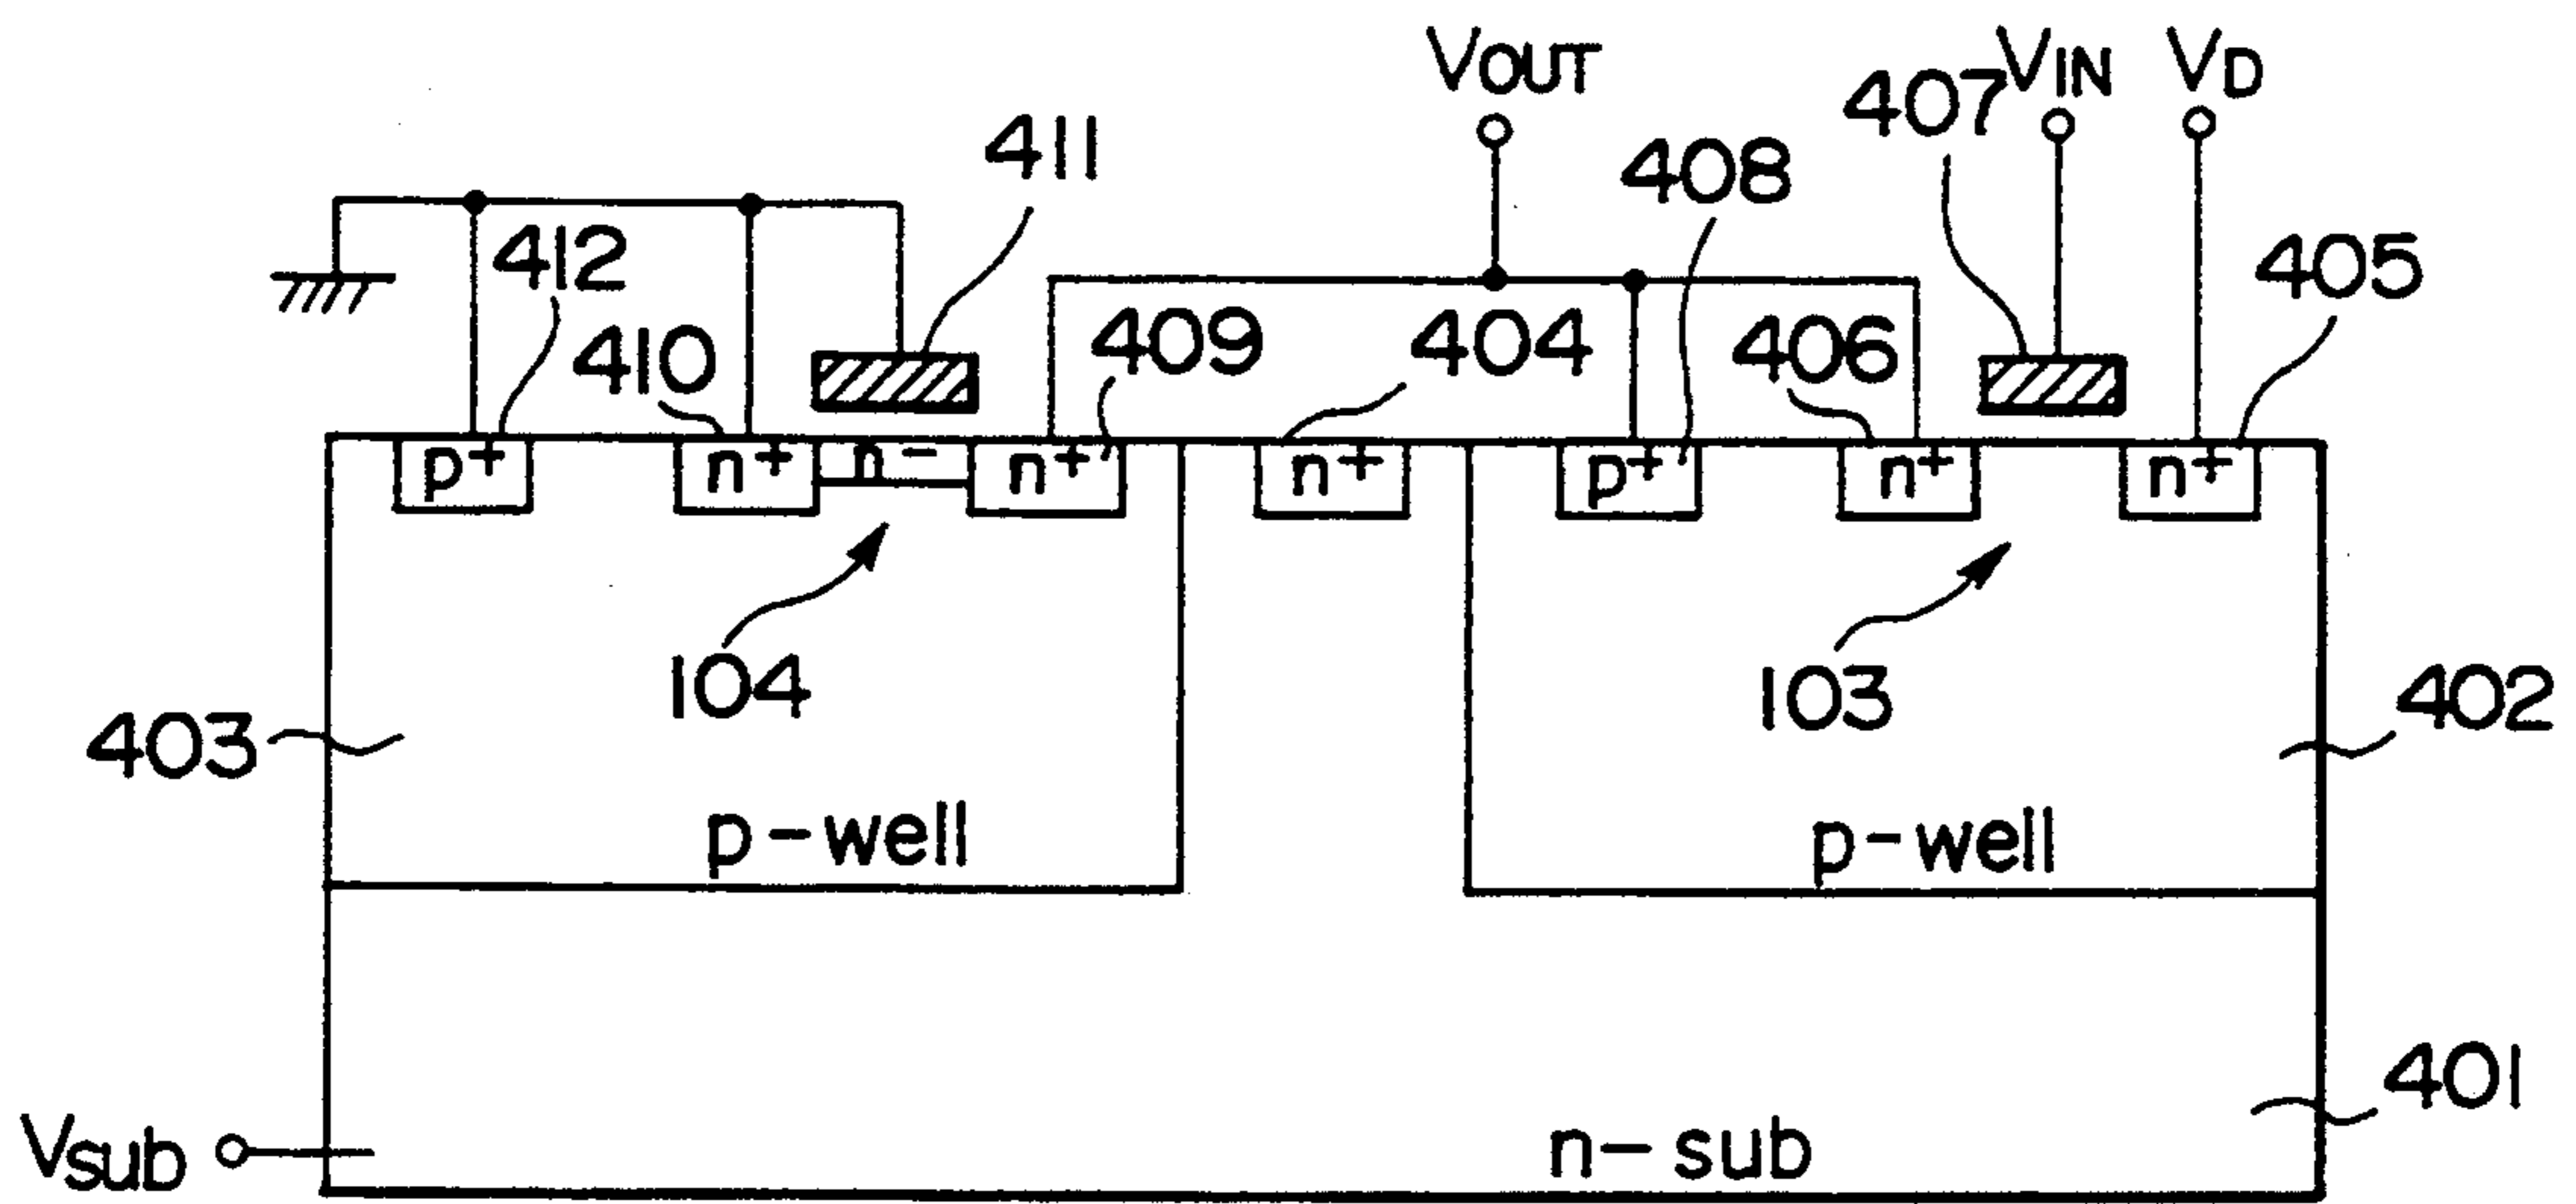 VOUT
VIN
VD
407
411
408
412
405
410
409
404
406
p+
n+
n-
n+
n+
p+
n+
n+
104
103
403
402
p-well
p-well
401
Vsub
n-sub